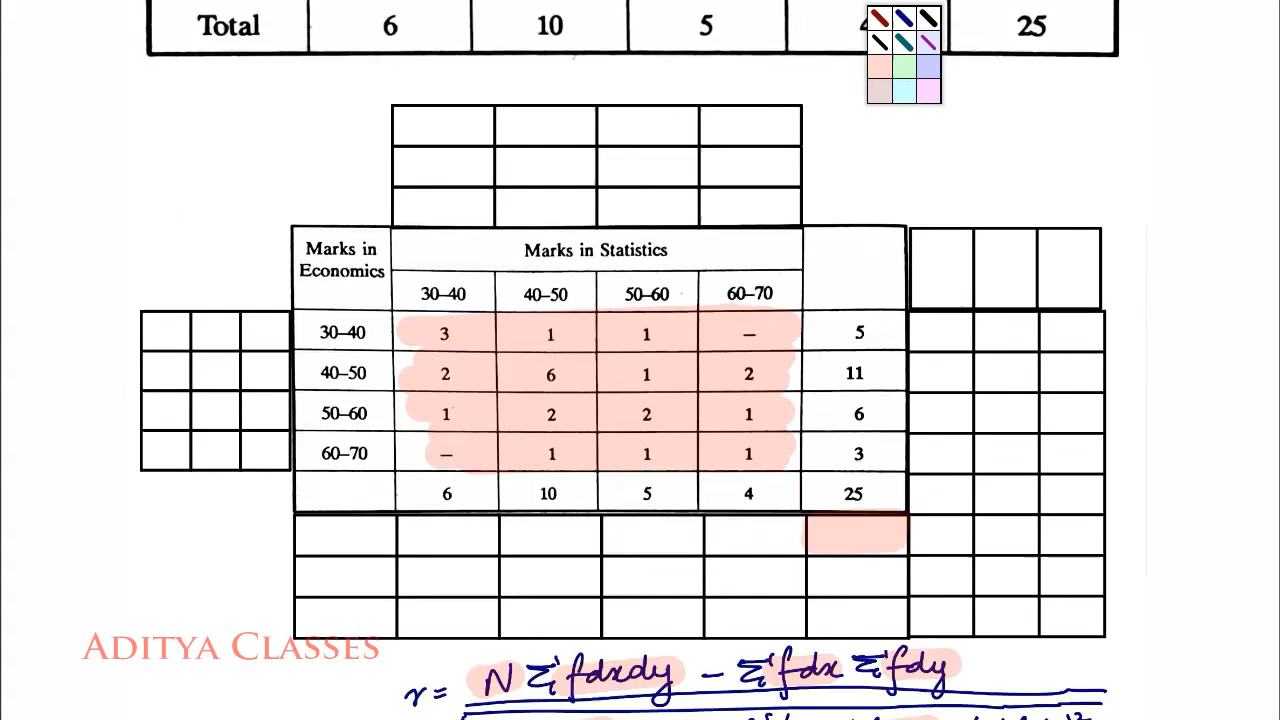 Total 6 10 5 25
Marks in Economics Marks in Statistics
30–40 40–50 50–60 60–70
30–40 3 1 1 – 5
40–50 2 6 1 2 11
50–60 1 2 2 1 6
60–70 – 1 1 1 3
6 10 5 4 25
ADITYA CLASSES
r = N Σfdxdy – Σfdx Σfdy